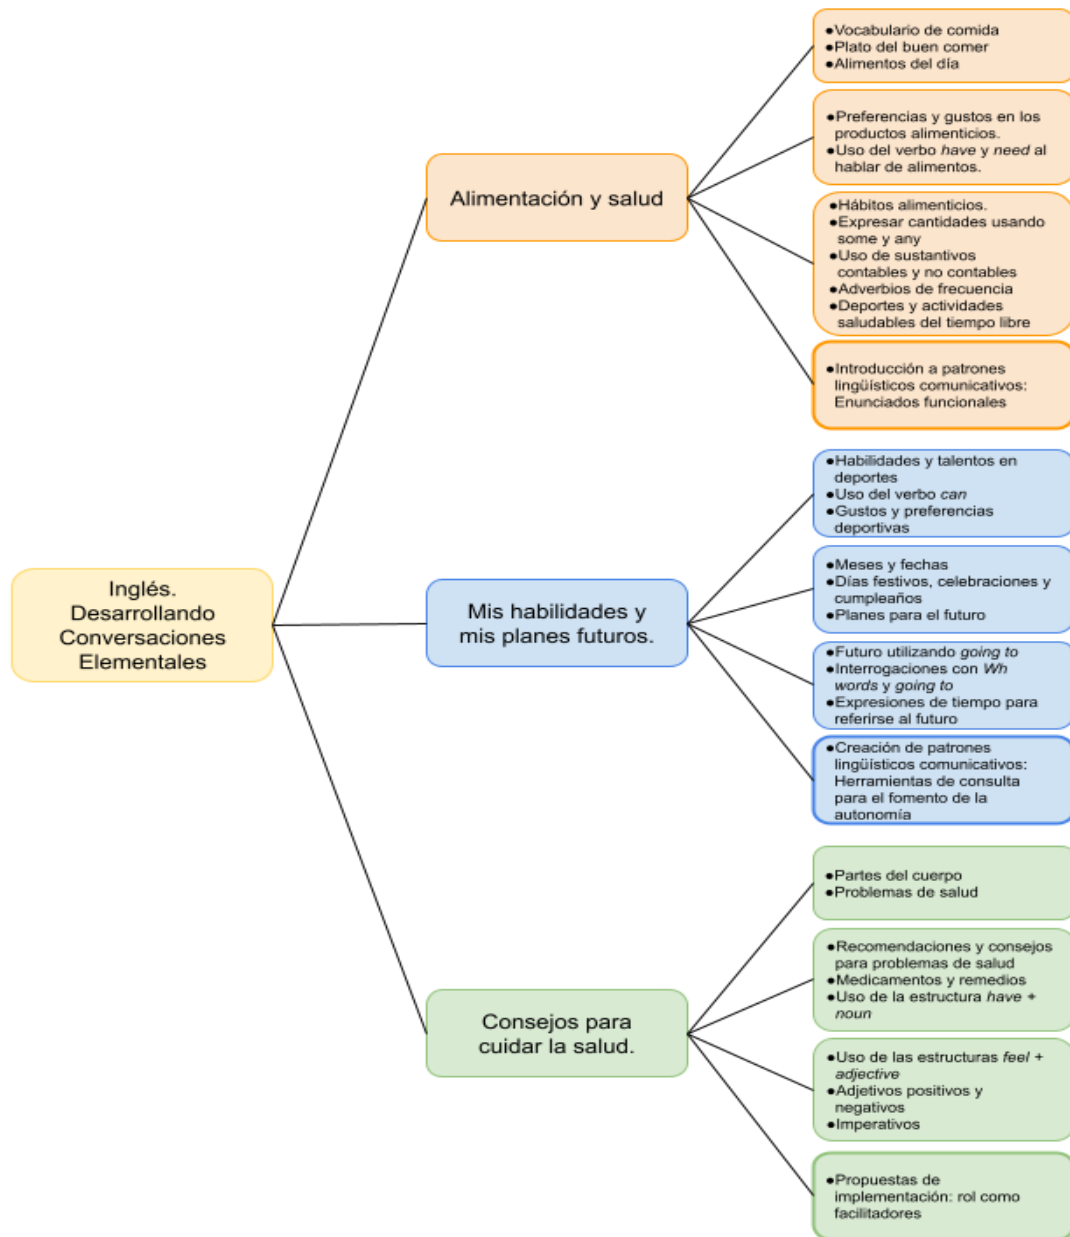 ●Vocabulario de comida
●Plato del buen comer
●Alimentos del día
●Preferencias y gustos en los
productos alimenticios.
●Uso del verbo have y need al
hablar de alimentos.
Alimentación y salud
●Hábitos alimenticios.
●Expresar cantidades usando
some y any
●Uso de sustantivos
contables y no contables
●Adverbios de frecuencia
●Deportes y actividades
saludables del tiempo libre
●Introducción a patrones
lingüísticos comunicativos:
Enunciados funcionales
●Habilidades y talentos en
deportes
●Uso del verbo can
●Gustos y preferencias
deportivas
Inglés.
Desarrollando
Conversaciones
Elementales
Mis habilidades y
mis planes futuros.
●Meses y fechas
●Días festivos, celebraciones y
cumpleaños
●Planes para el futuro
●Futuro utilizando going to
●Interrogaciones con Wh
words y going to
●Expresiones de tiempo para
referirse al futuro
●Creación de patrones
lingüísticos comunicativos:
Herramientas de consulta
para el fomento de la
autonomía
●Partes del cuerpo
●Problemas de salud
●Recomendaciones y consejos
para problemas de salud
●Medicamentos y remedios
●Uso de la estructura have +
noun
Consejos para
cuidar la salud.
●Uso de las estructuras feel +
adjective
●Adjetivos positivos y
negativos
●Imperativos
●Propuestas de
implementación: rol como
facilitadores